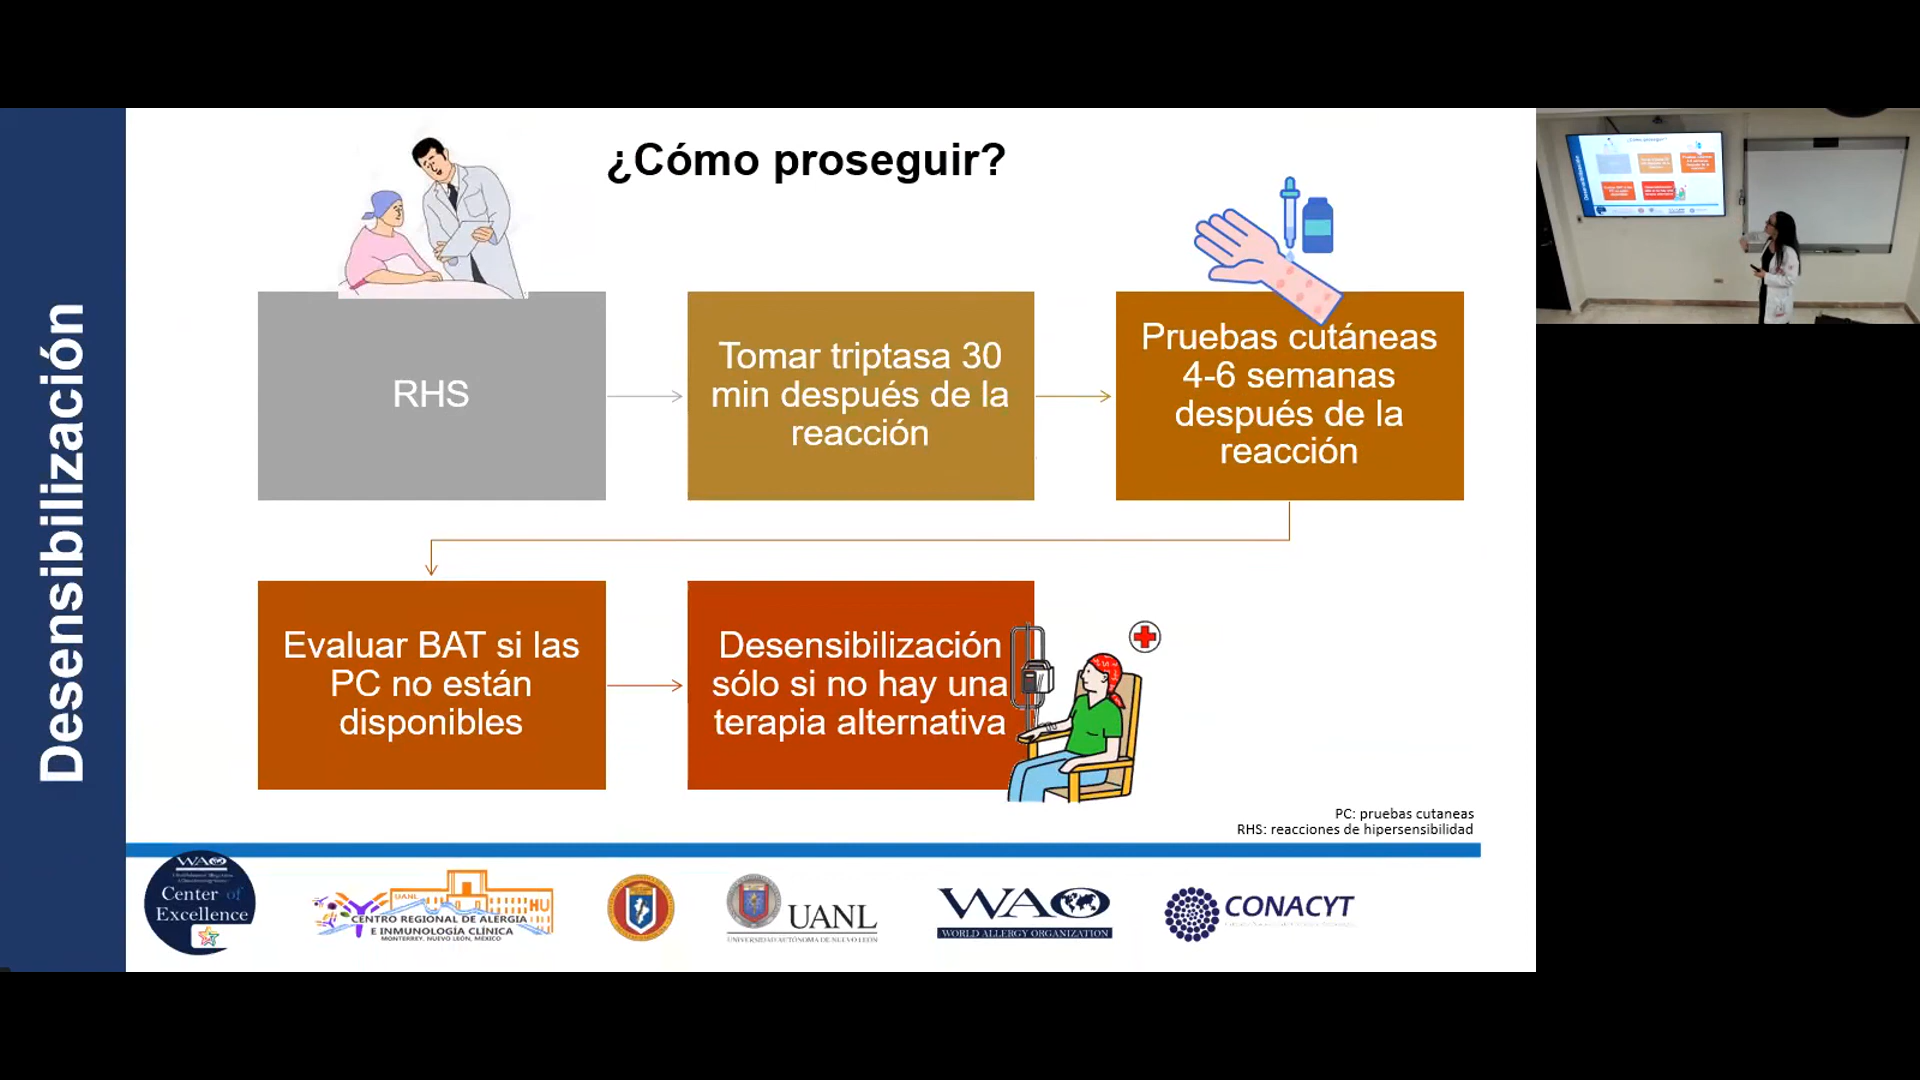 Desensibilización
¿Cómo proseguir?
RHS
Tomar triptasa 30
min después de la
reacción
Pruebas cutáneas
4-6 semanas
después de la
reacción
Evaluar BAT si las
PC no están
disponibles
Desensibilización
sólo si no hay una
terapia alternativa
PC: pruebas cutaneas
RHS: reacciones de hipersensibilidad
WAO
Center of
Excellence
UANL
HU
CENTRO REGIONAL DE ALERGIA
E INMUNOLOGÍA CLÍNICA
MONTERREY, NUEVO LEÓN, MÉXICO
UANL
UNIVERSIDAD AUTÓNOMA DE NUEVO LEÓN
WAO
WORLD ALLERGY ORGANIZATION
CONACYT